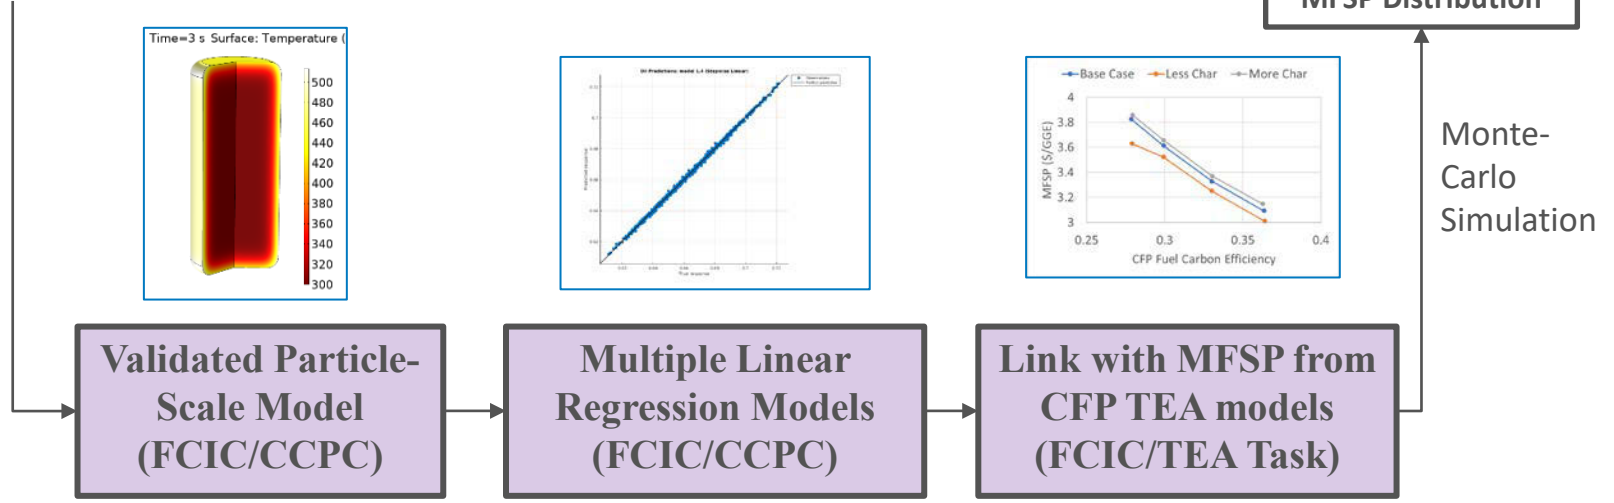 MFSP Distribution
Time=3 s Surface: Temperature (
500
480
460
440
420
400
380
360
340
320
300
Base Case Less Char More Char
4
3.8
3.6
3.4
3.2
3
MFSP ($/GGE)
0.25 0.3 0.35 0.4
CFP Fuel Carbon Efficiency
Monte-
Carlo
Simulation
Validated Particle-
Scale Model
(FCIC/CCPC)
Multiple Linear
Regression Models
(FCIC/CCPC)
Link with MFSP from
CFP TEA models
(FCIC/TEA Task)